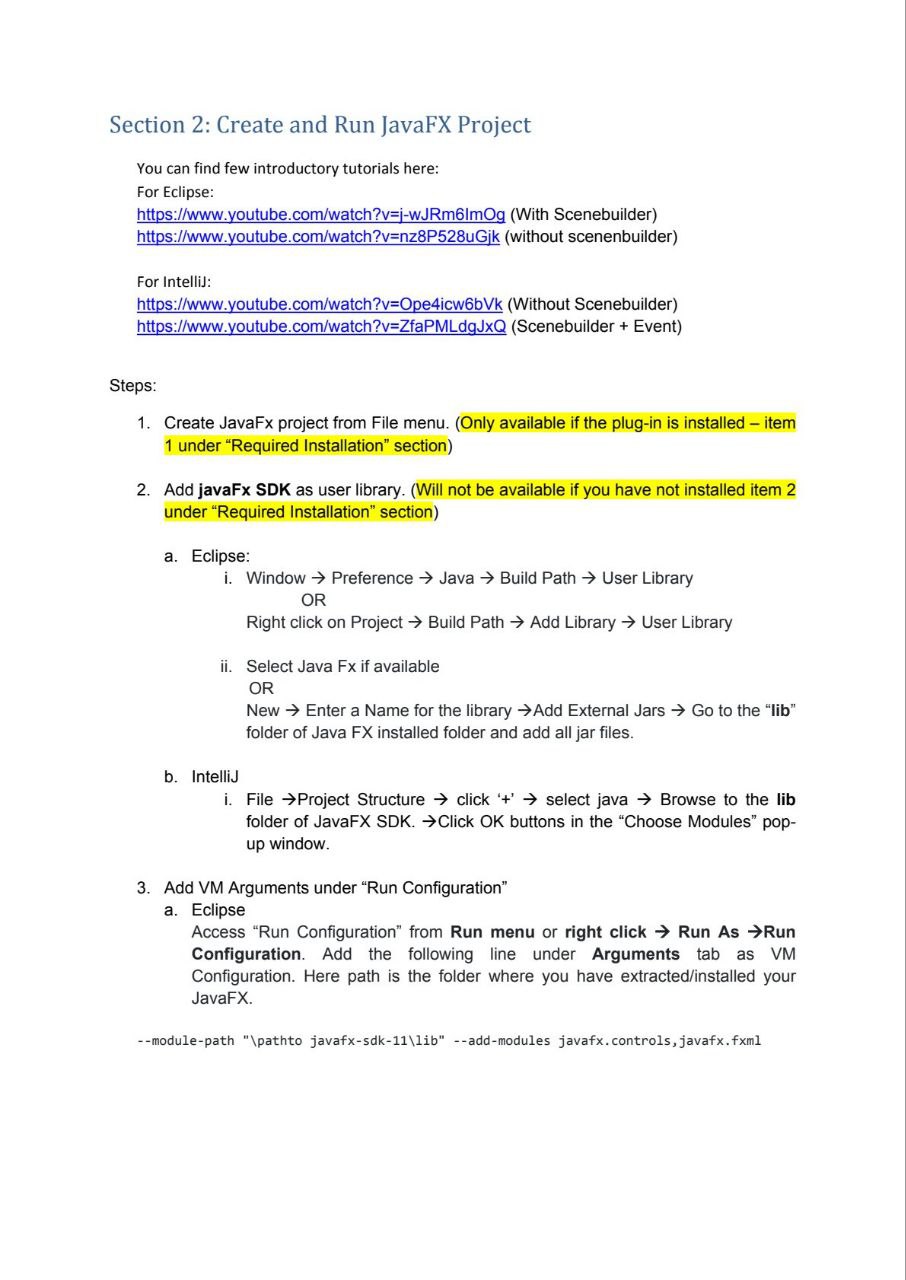 Section 2: Create and Run JavaFX Project
You can find few introductory tutorials here:
For Eclipse:
https://www.youtube.com/watch?v=j-wJRm6ImOg (With Scenebuilder)
https://www.youtube.com/watch?v=nz8P528uGjk (without scenenbuilder)
For IntelliJ:
https://www.youtube.com/watch?v=Ope4icw6bVk (Without Scenebuilder)
https://www.youtube.com/watch?v=ZfaPMLdgJxQ (Scenebuilder + Event)
Steps:
1. Create JavaFx project from File menu. (Only available if the plug-in is installed – item
1 under “Required Installation” section)
2. Add javaFx SDK as user library. (Will not be available if you have not installed item 2
under “Required Installation” section)
a. Eclipse:
i. Window → Preference → Java → Build Path → User Library
OR
Right click on Project → Build Path → Add Library → User Library
ii. Select Java Fx if available
OR
New → Enter a Name for the library →Add External Jars → Go to the “lib”
folder of Java FX installed folder and add all jar files.
b. IntelliJ
i. File →Project Structure → click ‘+’ → select java → Browse to the lib
folder of JavaFX SDK. →Click OK buttons in the “Choose Modules” pop-
up window.
3. Add VM Arguments under “Run Configuration”
a. Eclipse
Access “Run Configuration” from Run menu or right click → Run As →Run
Configuration. Add the following line under Arguments tab as VM
Configuration. Here path is the folder where you have extracted/installed your
JavaFX.
--module-path "\pathto javafx-sdk-11\lib" --add-modules javafx.controls,javafx.fxml